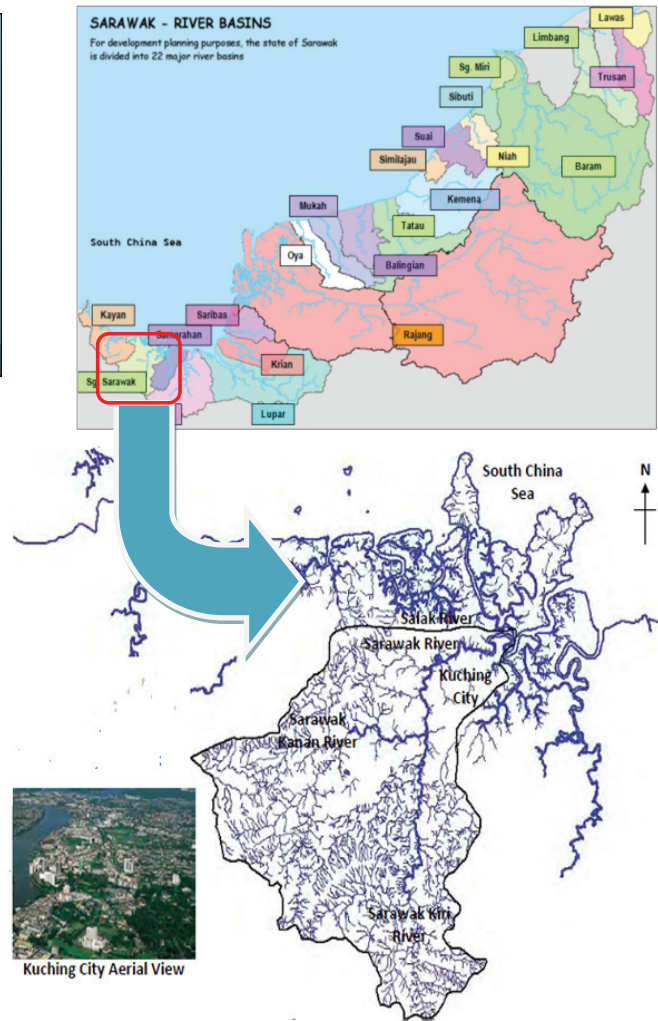 SARAWAK - RIVER BASINS
For development planning purposes, the state of Sarawak
is divided into 22 major river basins
Lawas
Limbang
Trusan
Sg. Miri
Sibuti
Suai
Similajau
Niah
Baram
Kemena
Mukah
Tatau
South China Sea
Oya
Balingian
Kayan
Saribas
Samarahan
Rajang
Krian
Sg. Sarawak
Lupar
South China
Sea
N
Salak River
Sarawak River
Kuching
City
Sarawak
Kanan River
Sarawak Kiri
River
Kuching City Aerial View